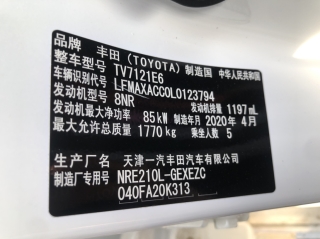 品牌 丰田（TOYOTA）制造国 中华人民共和国
整车型号 TV7121E6
车辆识别代号 LFMAXACC0L0123794
发动机型号 8NR 发动机排量 1197mL
发动机最大净功率 85kW 制造年月 2020年4月
最大允许总质量 1770kg 乘坐人数 5
生产厂名 天津一汽丰田汽车有限公司
制造厂专用号 NRE210L-GEXEZC
040FA20K313